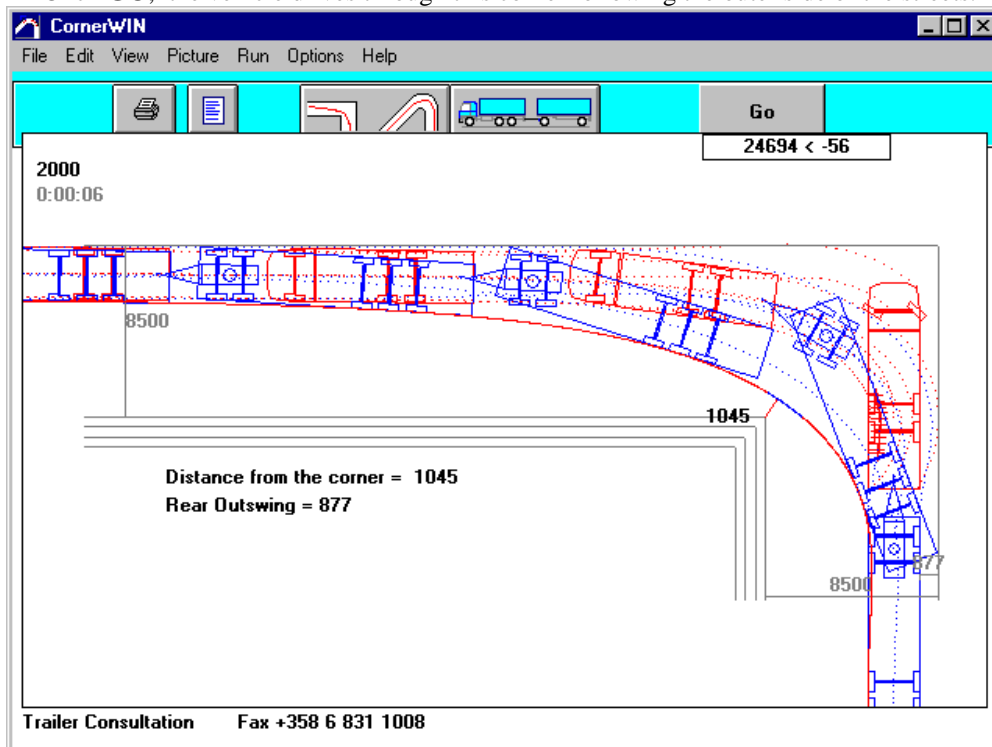 CornerWIN
File Edit View Picture Run Options Help
Go
24694 < -56
2000
0:00:06
8500
1045
Distance from the corner = 1045
Rear Outswing = 877
877
8500
Trailer Consultation Fax +358 6 831 1008